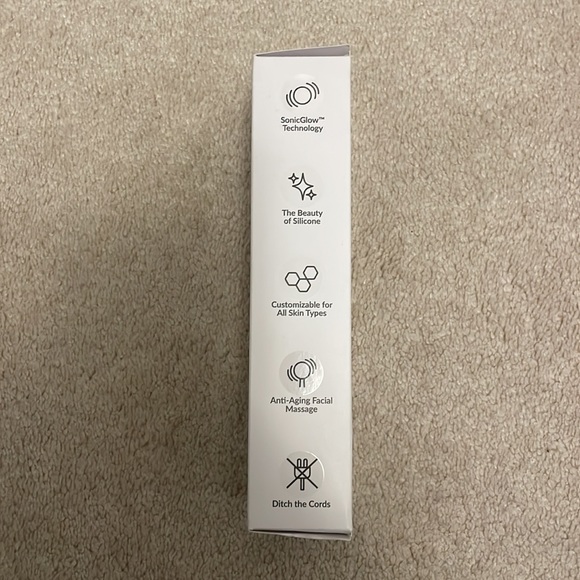 SonicGlow™
Technology
The Beauty
of Silicone
Customizable for
All Skin Types
Anti-Aging Facial
Massage
Ditch the Cords